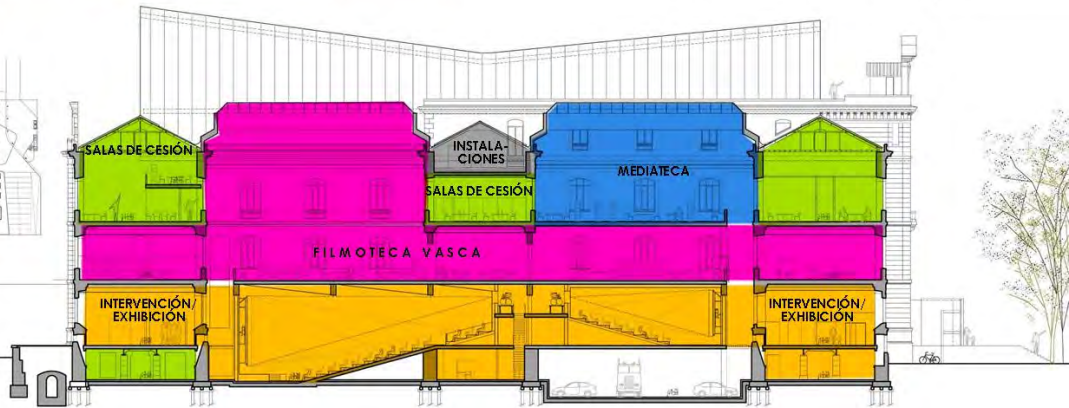 SALAS DE CESIÓN
INSTALA-
CIONES
SALAS DE CESIÓN
MEDIATECA
FILMOTECA VASCA
INTERVENCIÓN/
EXHIBICIÓN
INTERVENCIÓN/
EXHIBICIÓN